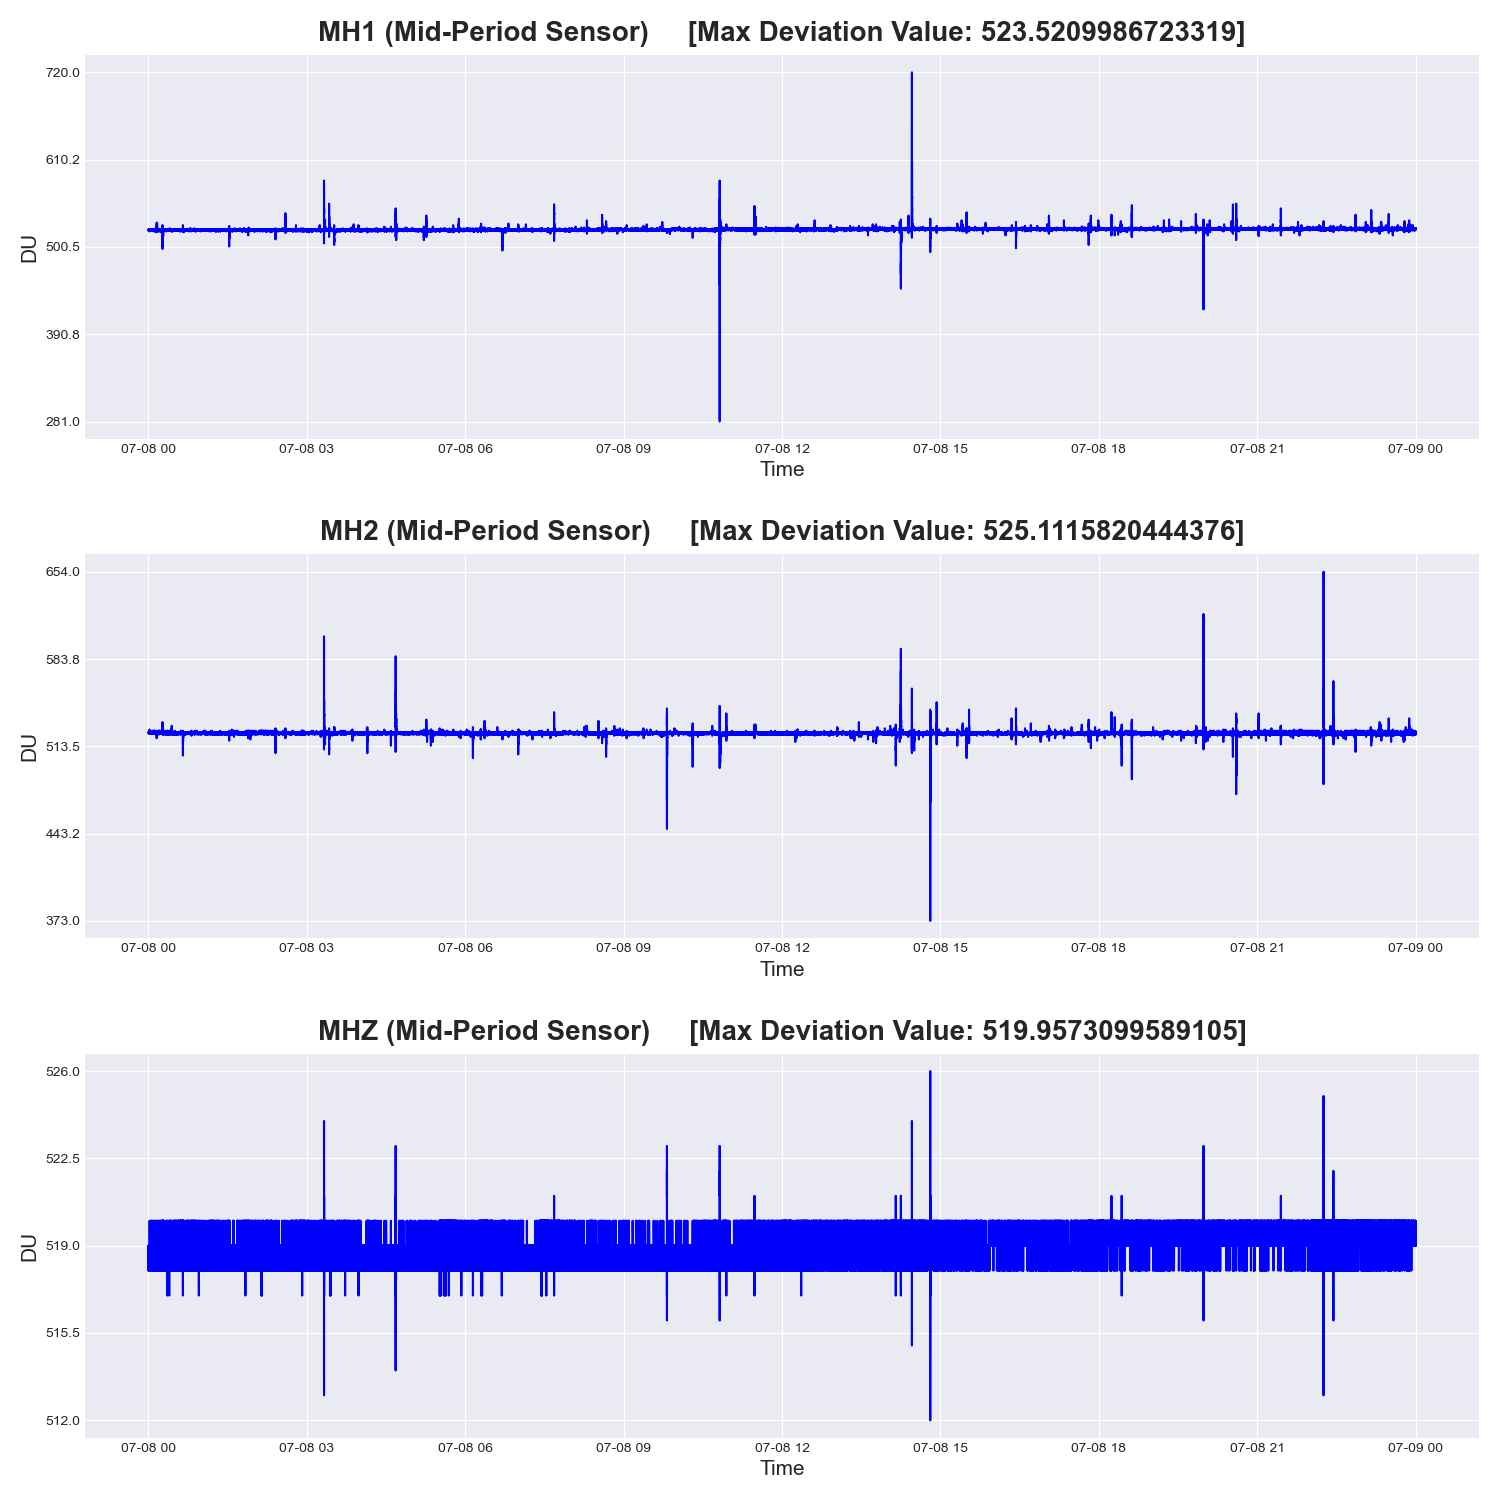 MH1 (Mid-Period Sensor) [Max Deviation Value: 523.5209986723319]
720.0
610.2
500.5
390.8
281.0
DU
07-08 00 07-08 03 07-08 06 07-08 09 07-08 12 07-08 15 07-08 18 07-08 21 07-09 00
Time
MH2 (Mid-Period Sensor) [Max Deviation Value: 525.1115820444376]
654.0
583.8
513.5
443.2
373.0
DU
07-08 00 07-08 03 07-08 06 07-08 09 07-08 12 07-08 15 07-08 18 07-08 21 07-09 00
Time
MHZ (Mid-Period Sensor) [Max Deviation Value: 519.9573099589105]
526.0
522.5
519.0
515.5
512.0
DU
07-08 00 07-08 03 07-08 06 07-08 09 07-08 12 07-08 15 07-08 18 07-08 21 07-09 00
Time